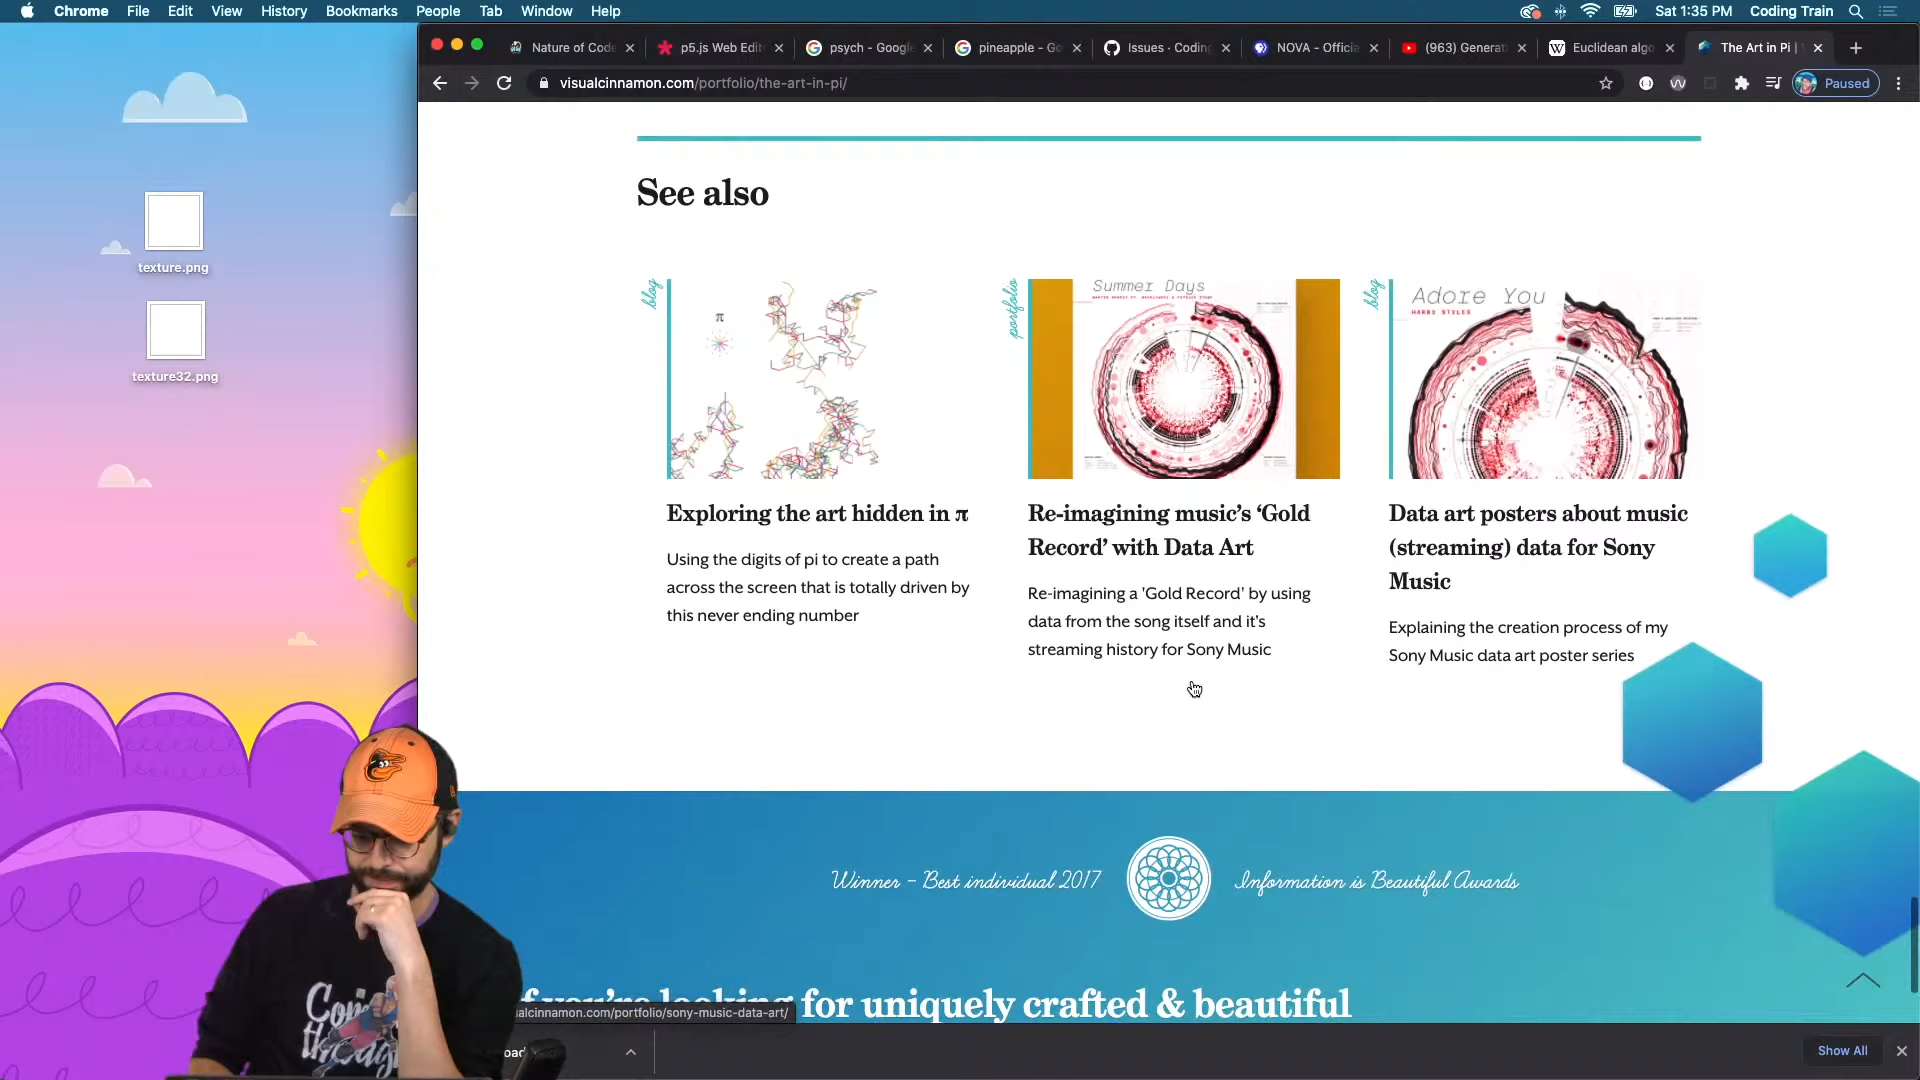 Chrome File Edit View History Bookmarks People Tab Window Help
Sat 1:35 PM Coding Train
Nature of Code
p5.js Web Edit
psych - Google
pineapple - Go
Issues · Coding
NOVA - Officia
(963) Generat
Euclidean algo
The Art in Pi |
visualcinnamon.com/portfolio/the-art-in-pi/
Paused
texture.png
texture32.png
See also
blog
π
portfolio
Summer Days
blog
Adore You
HARRY STYLES
Exploring the art hidden in π
Using the digits of pi to create a path
across the screen that is totally driven by
this never ending number
Re-imagining music's ‘Gold
Record’ with Data Art
Re-imagining a 'Gold Record' by using
data from the song itself and it's
streaming history for Sony Music
Data art posters about music
(streaming) data for Sony
Music
Explaining the creation process of my
Sony Music data art poster series
Winner - Best individual 2017
Information is Beautiful Awards
if you're looking for uniquely crafted & beautiful
alcinnamon.com/portfolio/sony-music-data-art/
Show All